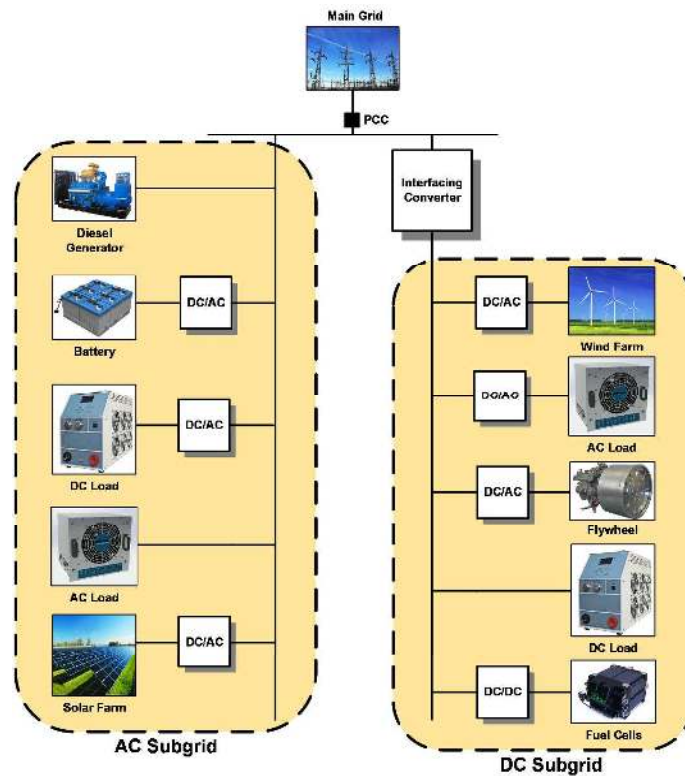 Main Grid
PCC
Interfacing
Converter
Diesel
Generator
DC/AC
Battery
DC/AC
DC Load
AC Load
DC/AC
Solar Farm
AC Subgrid
DC/AC
Wind Farm
DC/AC
AC Load
DC/AC
Flywheel
DC Load
DC/DC
Fuel Cells
DC Subgrid